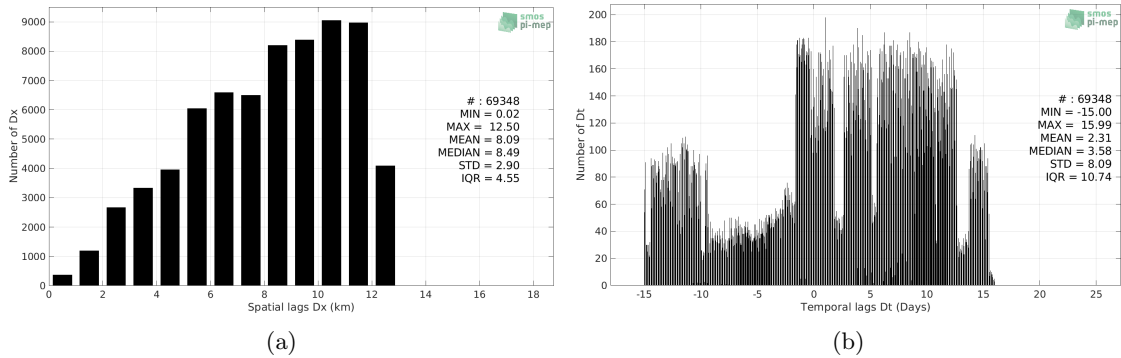 9000
8000
7000
6000
5000
4000
3000
2000
1000
0
Number of Dx
smos
pi-mep
# : 69348
MIN = 0.02
MAX = 12.50
MEAN = 8.09
MEDIAN = 8.49
STD = 2.90
IQR = 4.55
0 2 4 6 8 10 12 14 16 18
Spatial lags Dx (km)
(a)
200
180
160
140
120
100
80
60
40
20
0
Number of Dt
smos
pi-mep
# : 69348
MIN = -15.00
MAX = 15.99
MEAN = 2.31
MEDIAN = 3.58
STD = 8.09
IQR = 10.74
-15 -10 -5 0 5 10 15 20 25
Temporal lags Dt (Days)
(b)